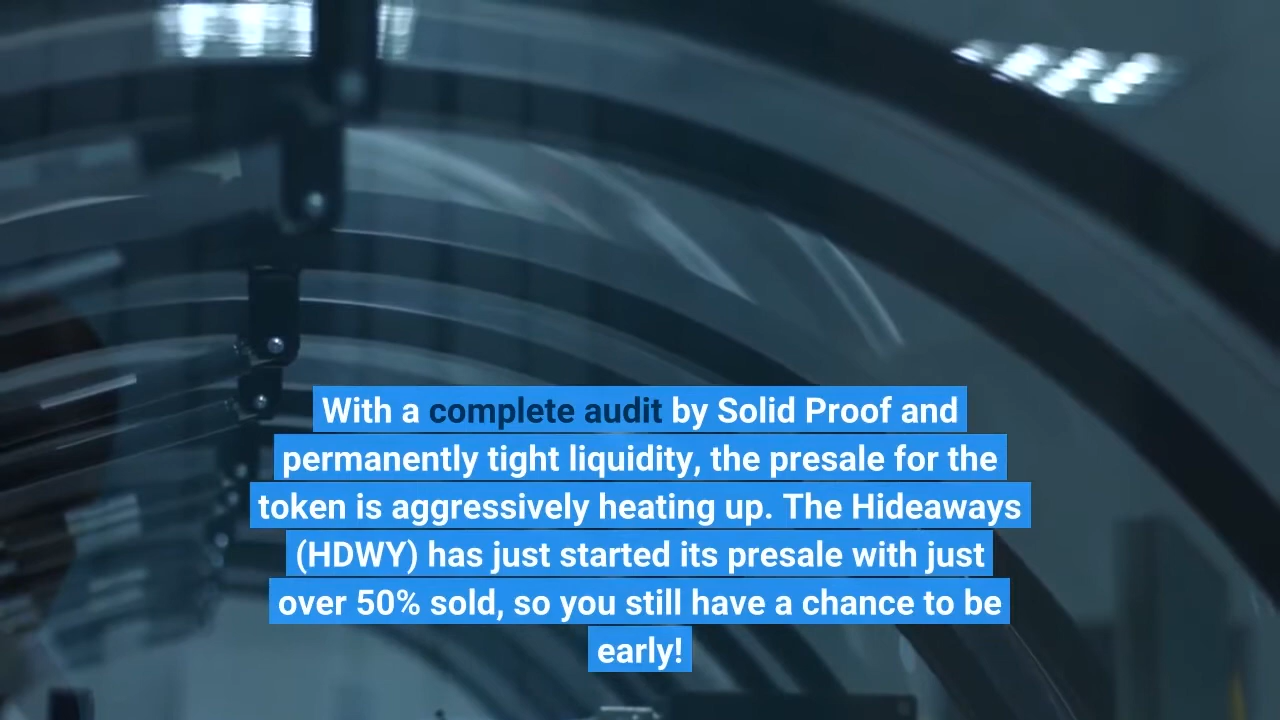 With a complete audit by Solid Proof and
permanently tight liquidity, the presale for the
token is aggressively heating up. The Hideaways
(HDWY) has just started its presale with just
over 50% sold, so you still have a chance to be
early!